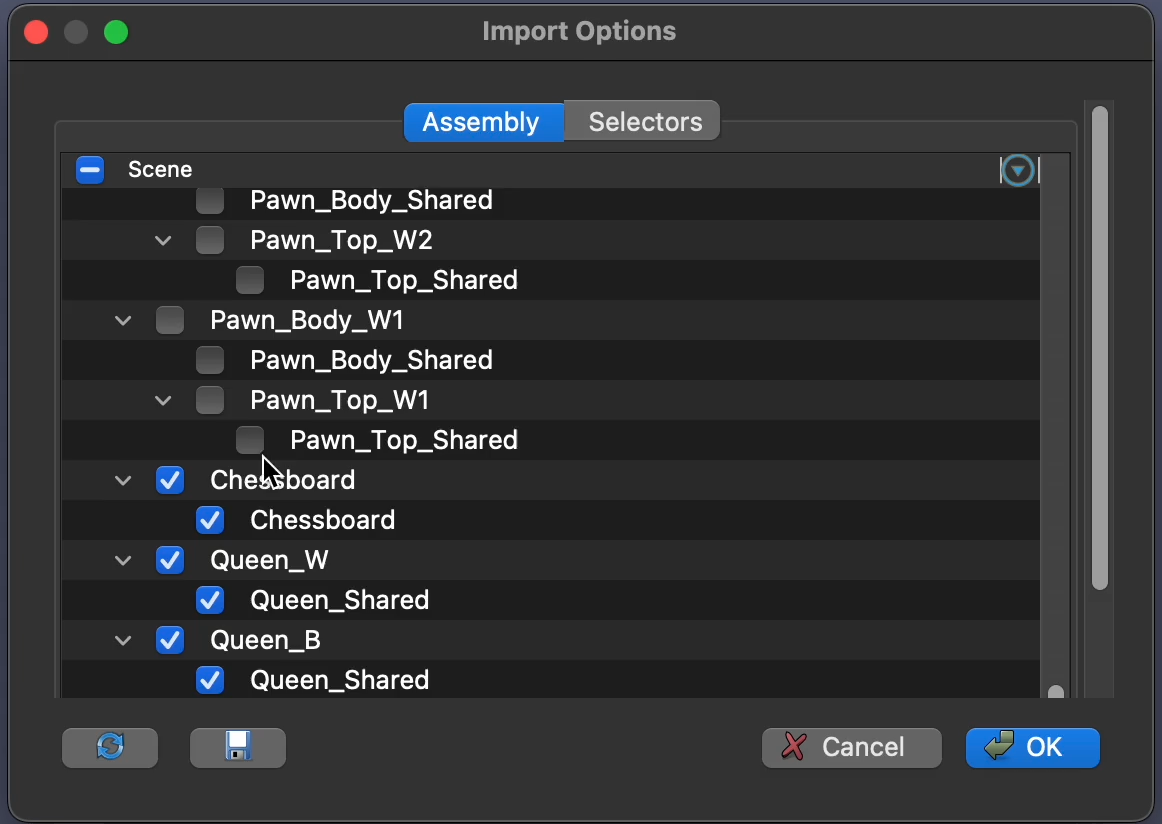 Import Options
Assembly
Selectors
Scene
Pawn_Body_Shared
Pawn_Top_W2
Pawn_Top_Shared
Pawn_Body_W1
Pawn_Body_Shared
Pawn_Top_W1
Pawn_Top_Shared
Chessboard
Chessboard
Queen_W
Queen_Shared
Queen_B
Queen_Shared
Cancel
OK